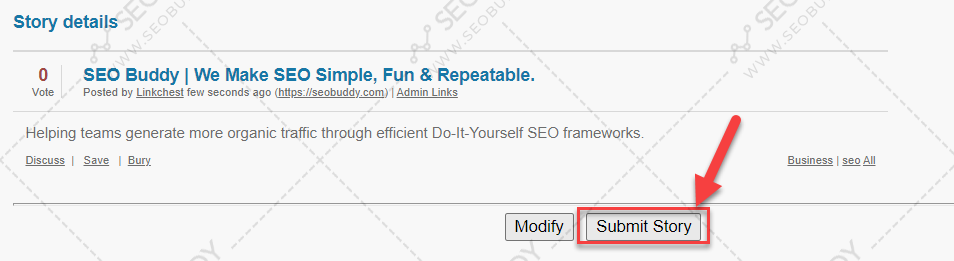 Story details
0
Vote
SEO Buddy | We Make SEO Simple, Fun & Repeatable.
Posted by Linkchest few seconds ago (https://seobuddy.com) | Admin Links
Helping teams generate more organic traffic through efficient Do-It-Yourself SEO frameworks.
Discuss | Save | Bury
Business | seo All
Modify
Submit Story